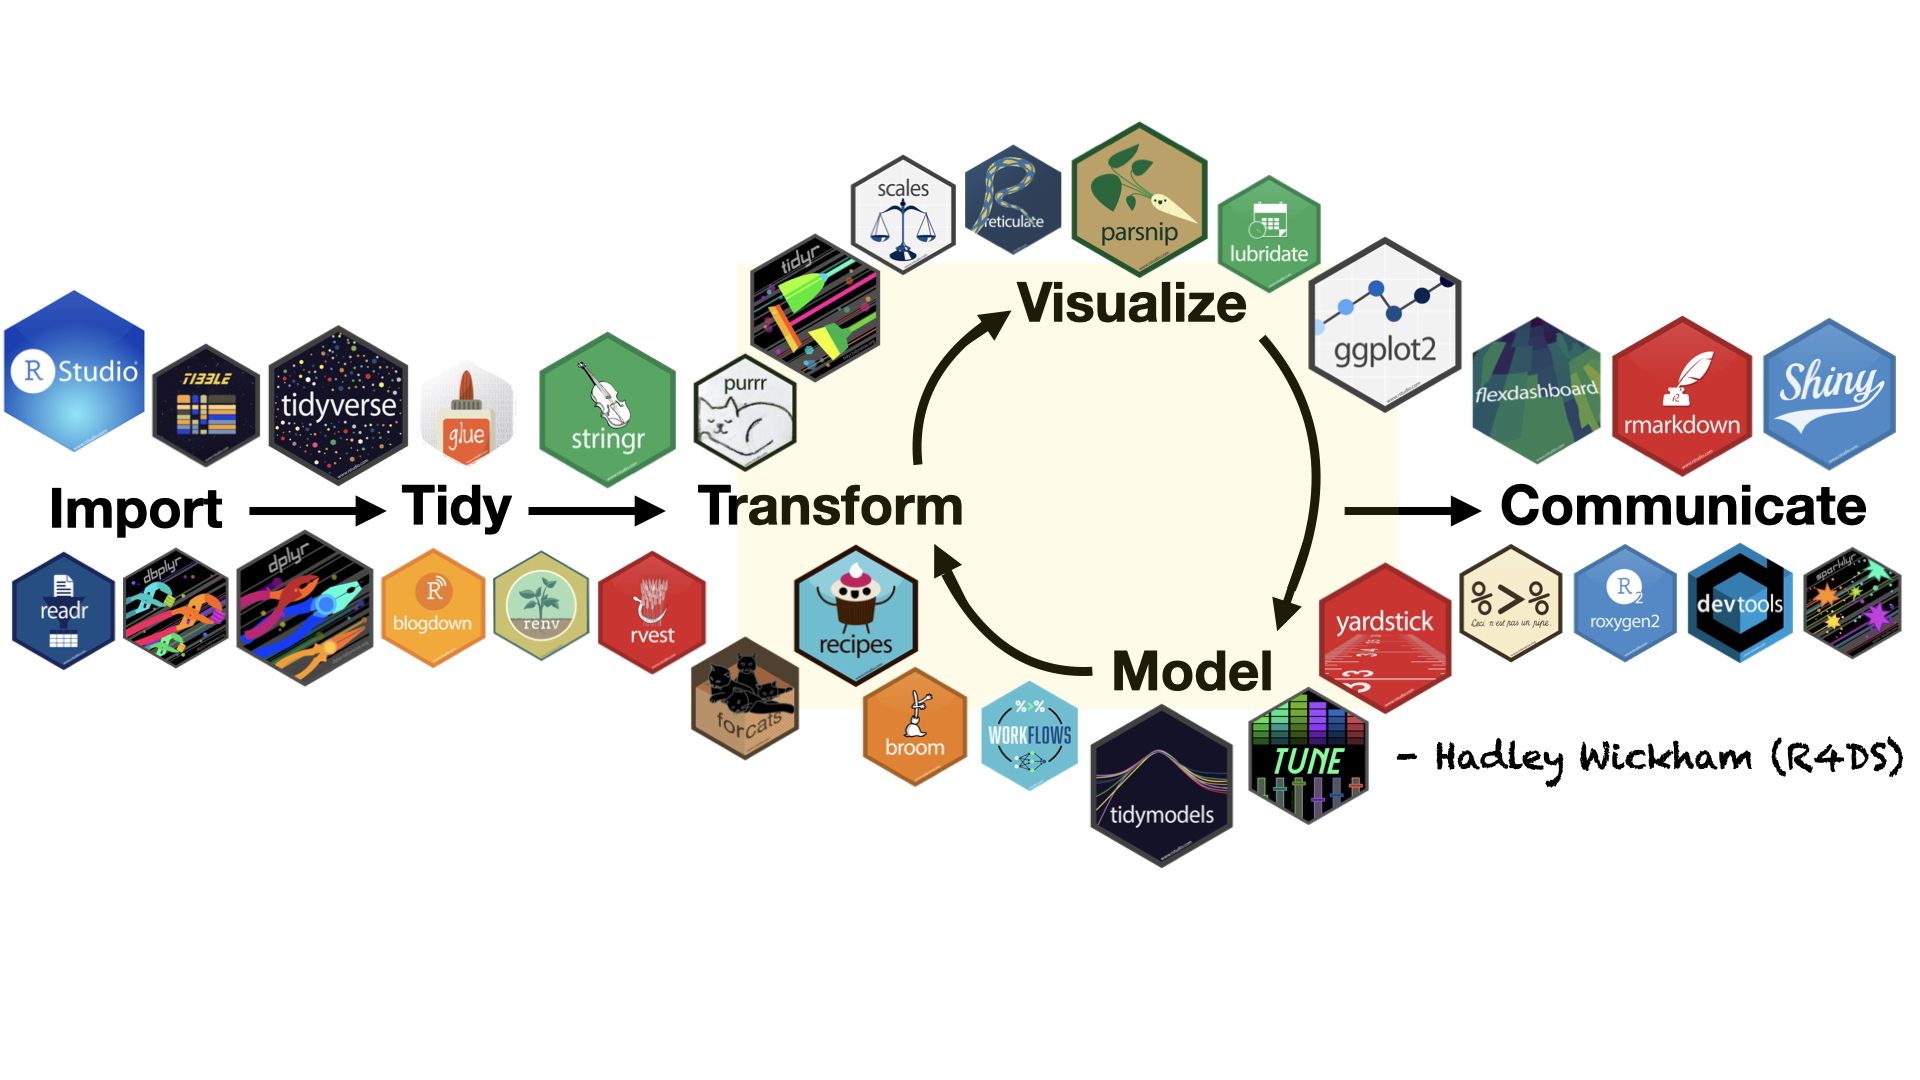 scales
reticulate
parsnip
lubridate
tidyr
Visualize
ggplot2
R Studio
TIBBLE
tidyverse
glue
stringr
purrr
flexdashboard
rmarkdown
Shiny
Import
Tidy
Transform
Communicate
readr
dbplyr
dplyr
R
blogdown
renv
rvest
recipes
forcats
broom
%>%
WORKFLOWS
Model
tidymodels
TUNE
yardstick
%>%
Ceci n'est pas un pipe.
R2
roxygen2
devtools
sparklyr
- Hadley Wickham (R4DS)